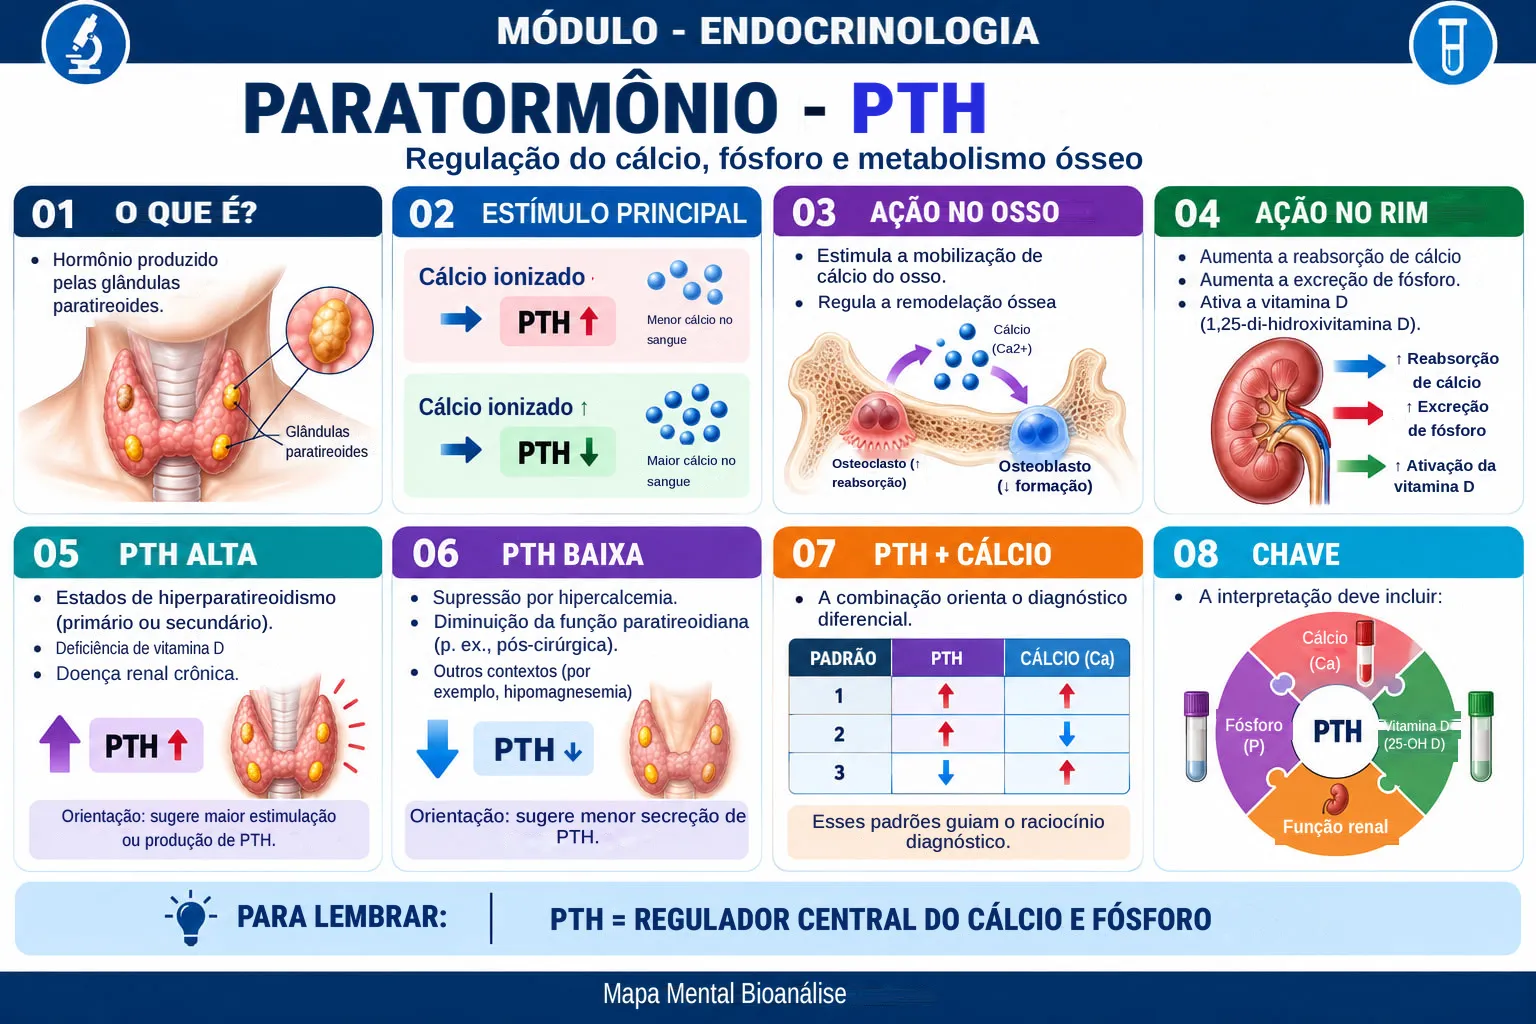 MÓDULO - ENDOCRINOLOGIA
PARATORMÔNIO - PTH
Regulação do cálcio, fósforo e metabolismo ósseo
01 O QUE É?
• Hormônio produzido
pelas glândulas
paratireoides.
Glândulas
paratireoides
02 ESTÍMULO PRINCIPAL
Cálcio ionizado
PTH ↑
Menor cálcio no
sangue
Cálcio ionizado ↑
PTH ↓
Maior cálcio no
sangue
03 AÇÃO NO OSSO
• Estimula a mobilização de
cálcio do osso.
• Regula a remodelação óssea
Cálcio
(Ca2+)
Osteoclasto (↑
reabsorção)
Osteoblasto
(↓ formação)
04 AÇÃO NO RIM
• Aumenta a reabsorção de cálcio
• Aumenta a excreção de fósforo.
• Ativa a vitamina D
(1,25-di-hidroxivitamina D).
↑ Reabsorção
de cálcio
↑ Excreção
de fósforo
↑ Ativação da
vitamina D
05 PTH ALTA
• Estados de hiperparatireoidismo
(primário ou secundário).
• Deficiência de vitamina D
• Doença renal crônica.
PTH ↑
Orientação: sugere maior estimulação
ou produção de PTH.
06 PTH BAIXA
• Supressão por hipercalcemia.
• Diminuição da função paratireoidiana
(p. ex., pós-cirúrgica).
• Outros contextos (por
exemplo, hipomagnesemia)
PTH ↓
Orientação: sugere menor secreção de
PTH.
07 PTH + CÁLCIO
• A combinação orienta o diagnóstico
diferencial.
PADRÃO PTH CÁLCIO (Ca)
1 ↑ ↑
2 ↑ ↓
3 ↓ ↑
Esses padrões guiam o raciocínio
diagnóstico.
08 CHAVE
• A interpretação deve incluir:
Cálcio
(Ca)
Fósforo
(P)
PTH
Vitamina D
(25-OH D)
Função renal
PARA LEMBRAR:
PTH = REGULADOR CENTRAL DO CÁLCIO E FÓSFORO
Mapa Mental Bioanálise